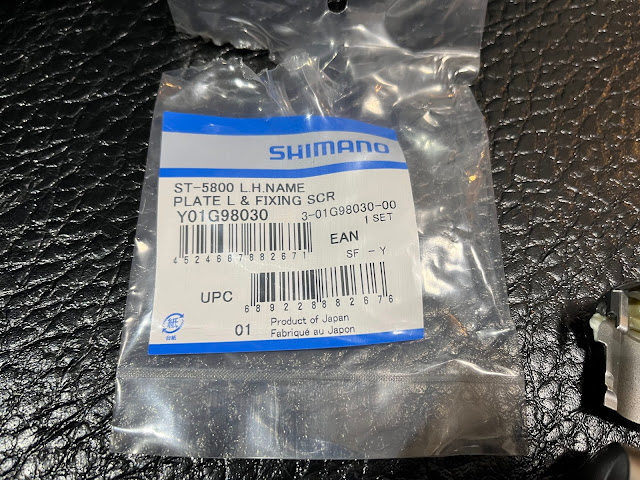 SHIMANO
ST-5800 L.H.NAME
PLATE L & FIXING SCR
Y01G98030 3-01G98030-00
1 SET
EAN
4524667882671
SF - Y
UPC
689228882676
紙
01 Product of Japan
Fabriqué au Japon